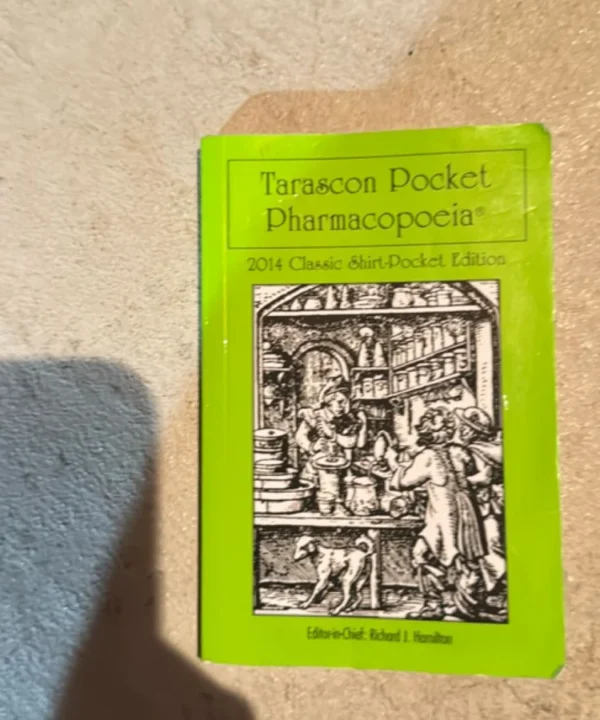 Tarascon Pocket
Pharmacopoeia®
2014 Classic Shirt-Pocket Edition
Editor-in-Chief: Richard J. Hamilton